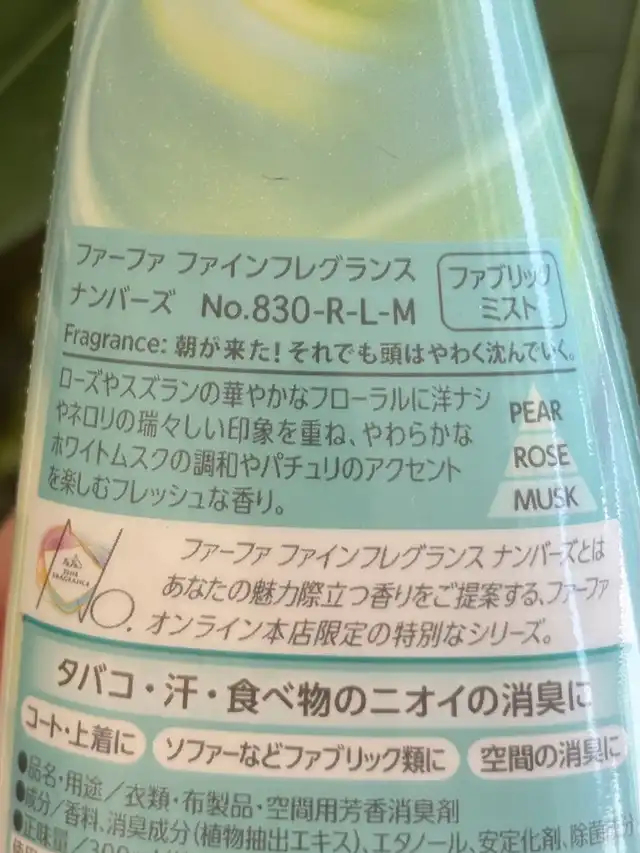 ファーファ ファインフレグランス
ナンバーズ No.830-R-L-M
ファブリック
ミスト
Fragrance: 朝が来た！それでも頭はやわく沈んでいく。
ローズやスズランの華やかなフローラルに洋ナシ
やネロリの瑞々しい印象を重ね、やわらかな
ホワイトムスクの調和やパチュリのアクセント
を楽しむフレッシュな香り。
PEAR
ROSE
MUSK
No.
FINE
FRAGRANCE
ファーファ ファインフレグランス ナンバーズとは
あなたの魅力際立つ香りをご提案する、ファーファ
オンライン本店限定の特別なシリーズ。
タバコ・汗・食べ物のニオイの消臭に
コート・上着に
ソファーなどファブリック類に
空間の消臭に
●品名・用途／衣類・布製品・空間用芳香消臭剤
●成分／香料、消臭成分(植物抽出エキス)、エタノール、安定化剤、除菌成分
●正味量／300